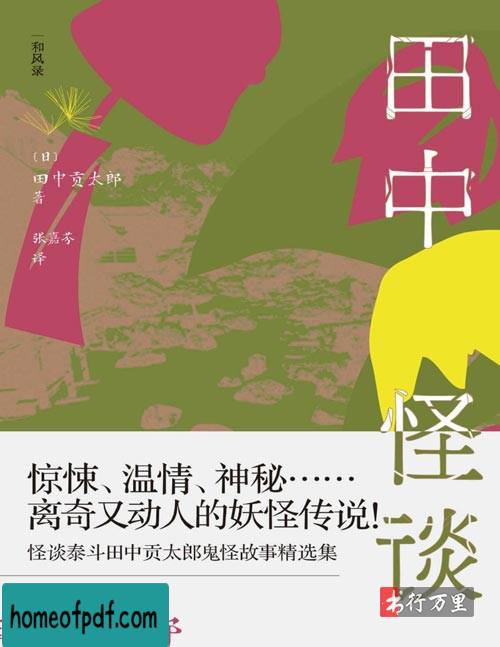 和风录
田中怪谈
〔日〕
田中贡太郎
著
张嘉芬
译
惊悚、温情、神秘……
离奇又动人的妖怪传说!
怪谈泰斗田中贡太郎鬼怪故事精选集
书行万里
homeofpdf.com